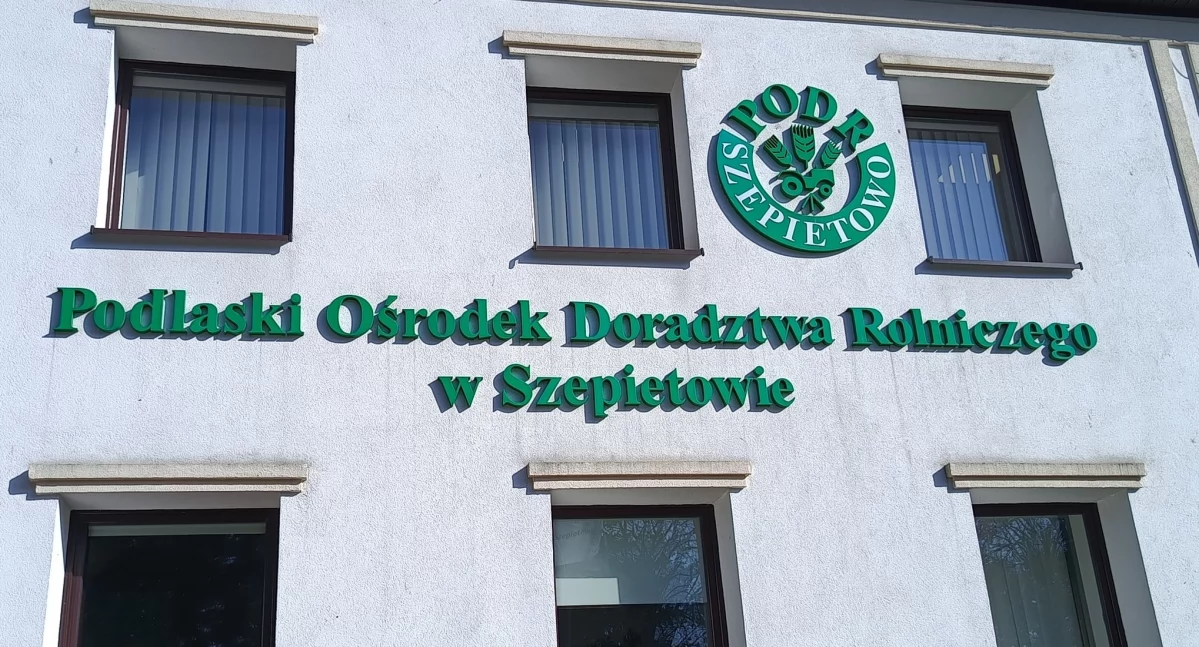 PODR
SZEPIETOWO
Podlaski Ośrodek Doradztwa Rolniczego
w Szepietowie